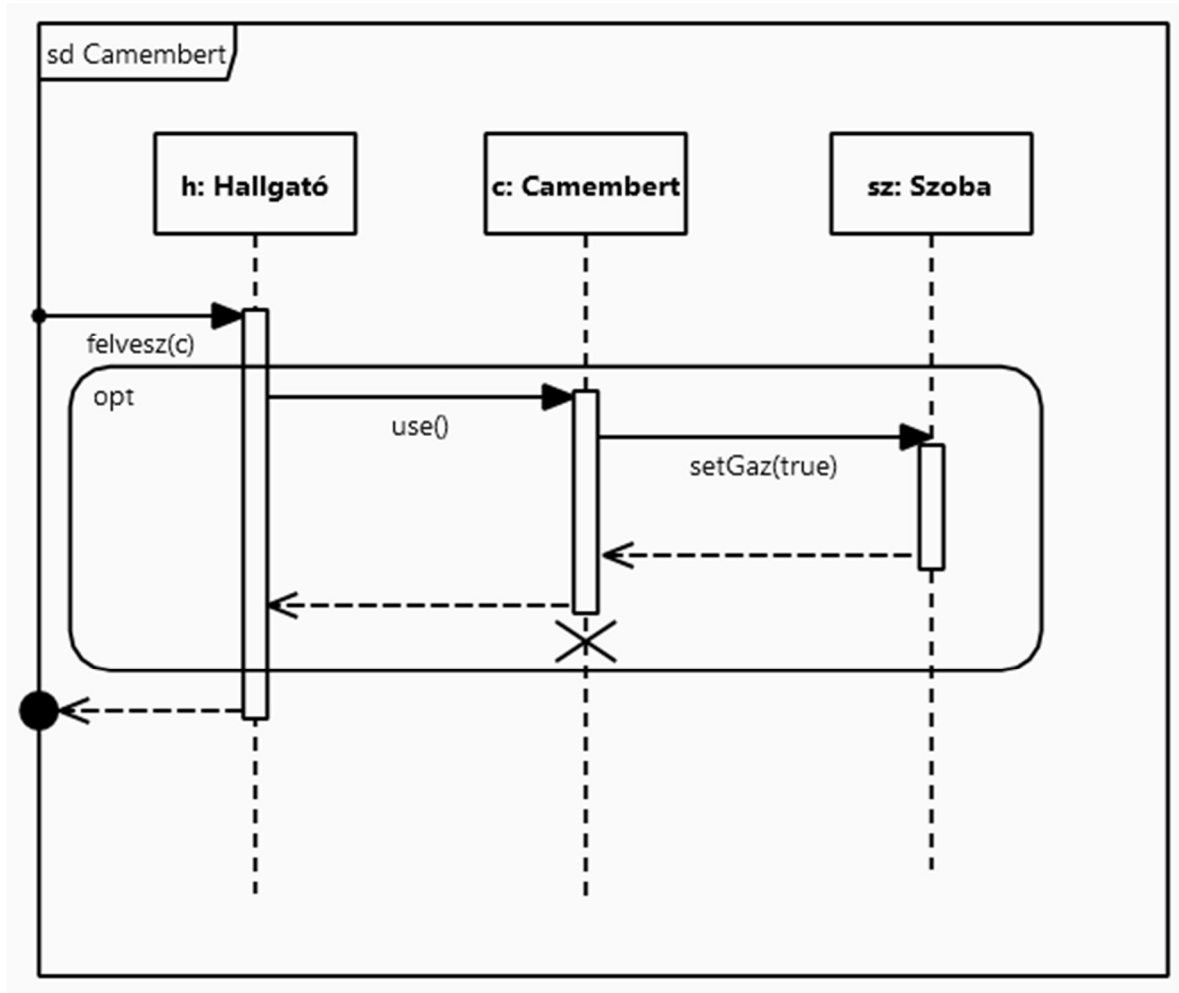 sd Camembert
h: Hallgató
c: Camembert
sz: Szoba
felvesz(c)
opt
use()
setGaz(true)